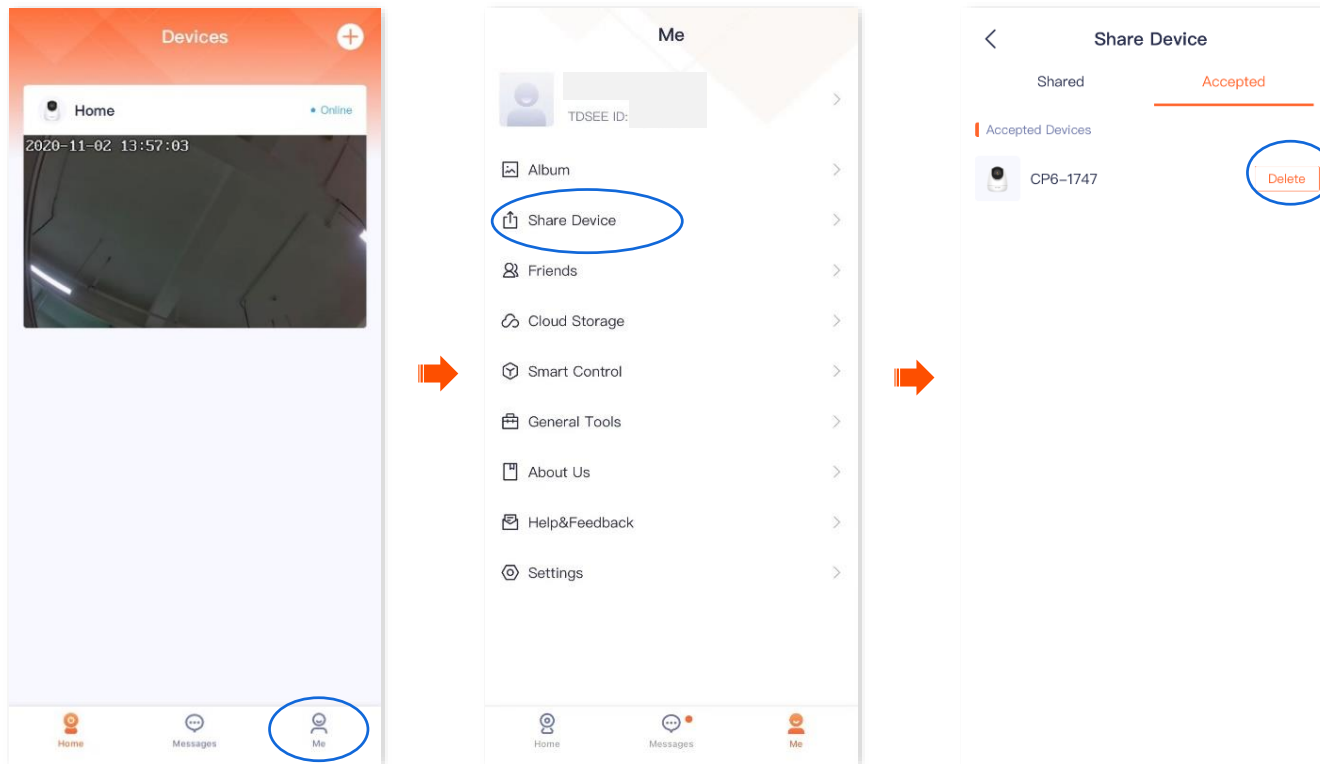 Devices
Home
Online
2020-11-02 13:57:03
Home
Messages
Me
Me
TDSEE ID:
Album
Share Device
Friends
Cloud Storage
Smart Control
General Tools
About Us
Help&Feedback
Settings
Home
Messages
Me
Share Device
Shared
Accepted
Accepted Devices
CP6-1747
Delete